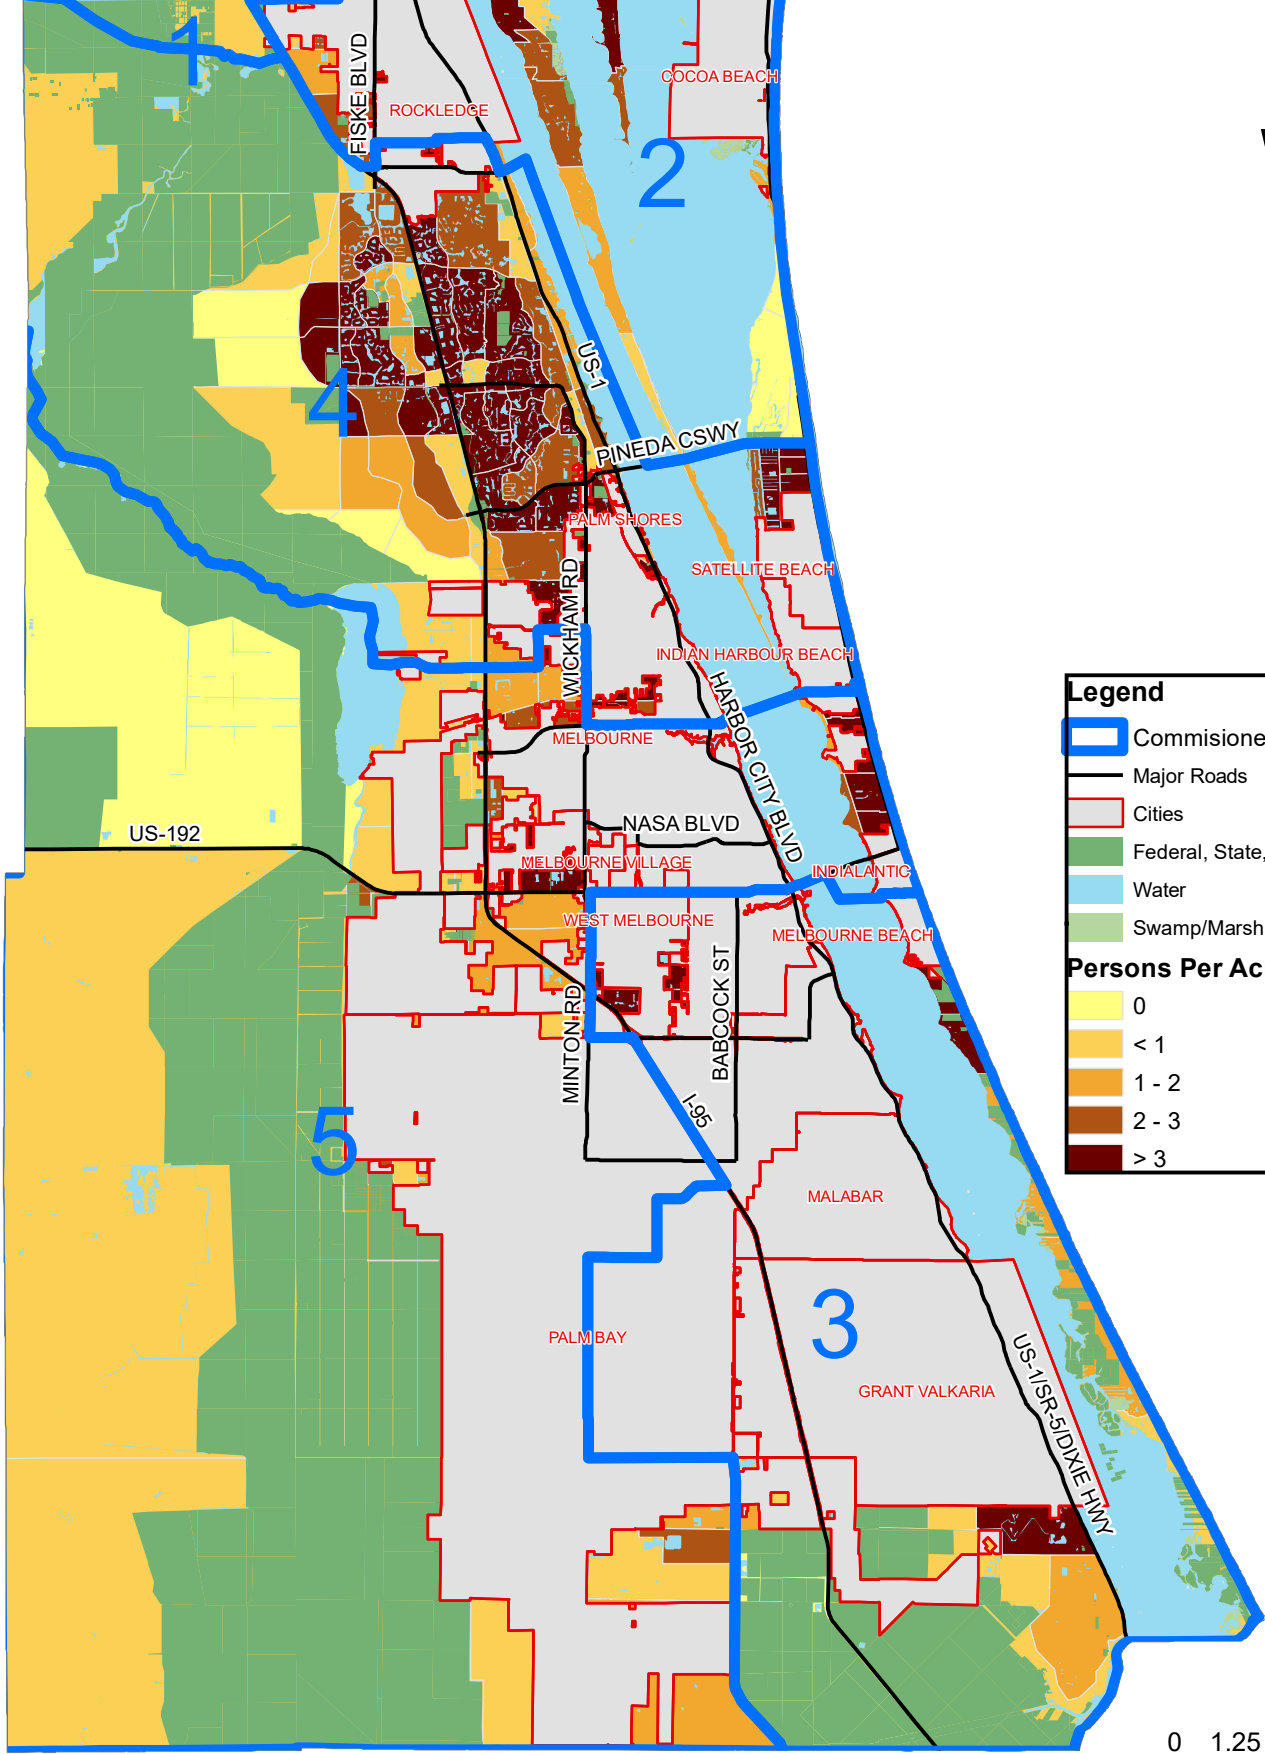 1
FISKE BLVD
COCOA BEACH
ROCKLEDGE
2
US-1
4
PINEDA CSWY
PALM SHORES
SATELLITE BEACH
WICKHAM RD
INDIAN HARBOUR BEACH
HARBOR CITY BLVD
MELBOURNE
US-192
NASA BLVD
MELBOURNE VILLAGE
INDIALANTIC
WEST MELBOURNE
MELBOURNE BEACH
BABCOCK ST
MINTON RD
I-95
5
MALABAR
3
PALM BAY
GRANT VALKARIA
US-1/SR-5/DIXIE HWY
Legend
Commisione
Major Roads
Cities
Federal, State,
Water
Swamp/Marsh
Persons Per Ac
0
< 1
1 - 2
2 - 3
> 3
0 1.25